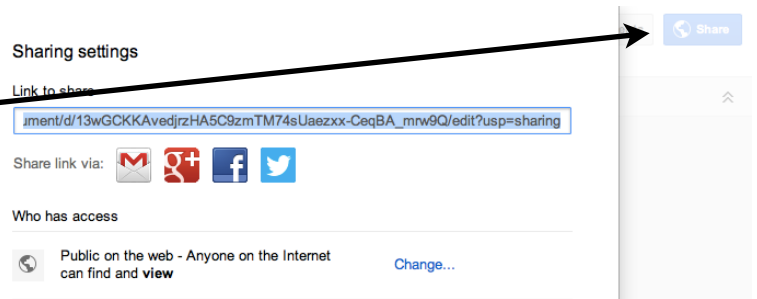 Share
Sharing settings
Link to share
ument/d/13wGCKKAvedjrzHA5C9zmTM74sUaezxx-CeqBA_mrw9Q/edit?usp=sharing
Share link via:
Who has access
Public on the web - Anyone on the Internet
can find and view
Change...